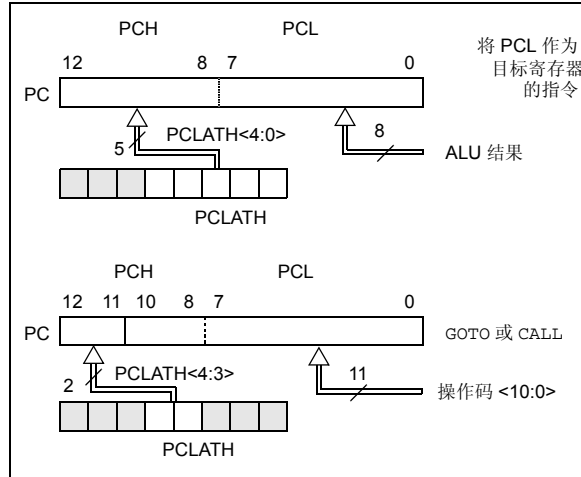 PCH PCL
12 8 7 0
将 PCL 作为
目标寄存器
的指令
PC
5 PCLATH<4:0>
8
ALU 结果
PCLATH
PCH PCL
12 11 10 8 7 0
PC
GOTO 或 CALL
2 PCLATH<4:3>
11
操作码 <10:0>
PCLATH